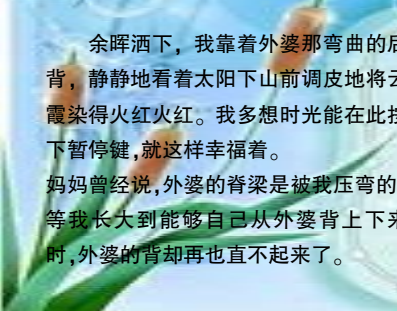 余晖洒下，我靠着外婆那弯曲的后
背，静静地看着太阳下山前调皮地将云
霞染得火红火红。我多想时光能在此按
下暂停键,就这样幸福着。
妈妈曾经说,外婆的脊梁是被我压弯的
等我长大到能够自己从外婆背上下来
时,外婆的背却再也直不起来了。